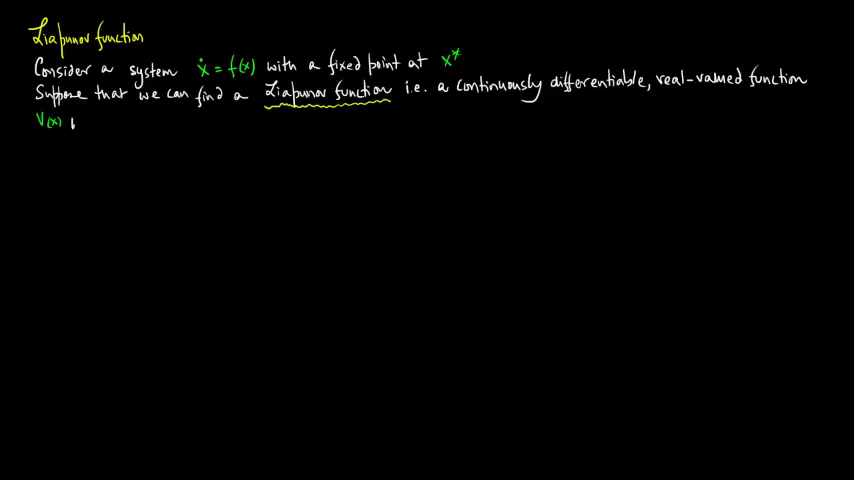 Liapunov function
Consider a system ẋ = f(x) with a fixed point at x*
Suppose that we can find a Liapunov function i.e. a continuously differentiable, real-valued function
V(x)